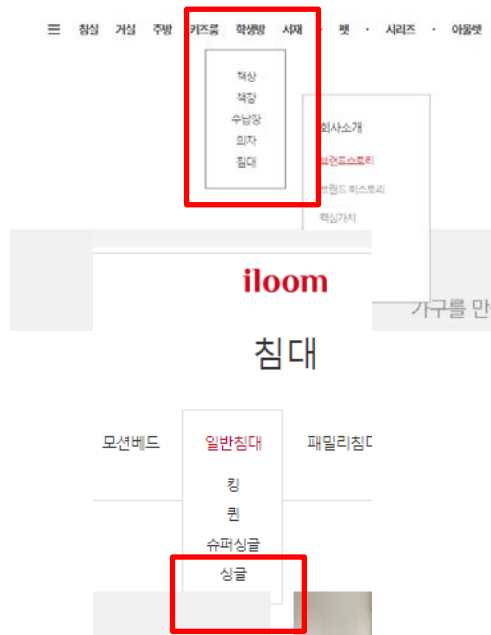 침실 거실 주방 키즈룸 학생방 서재 · 펫 · 시리즈 · 아울렛
책상
책장
수납장
의자
침대
회사소개
브랜드스토리
브랜드 히스토리
핵심가치
가구를 만
iloom
침대
모션베드 일반침대 패밀리침대
킹
퀸
슈퍼싱글
싱글